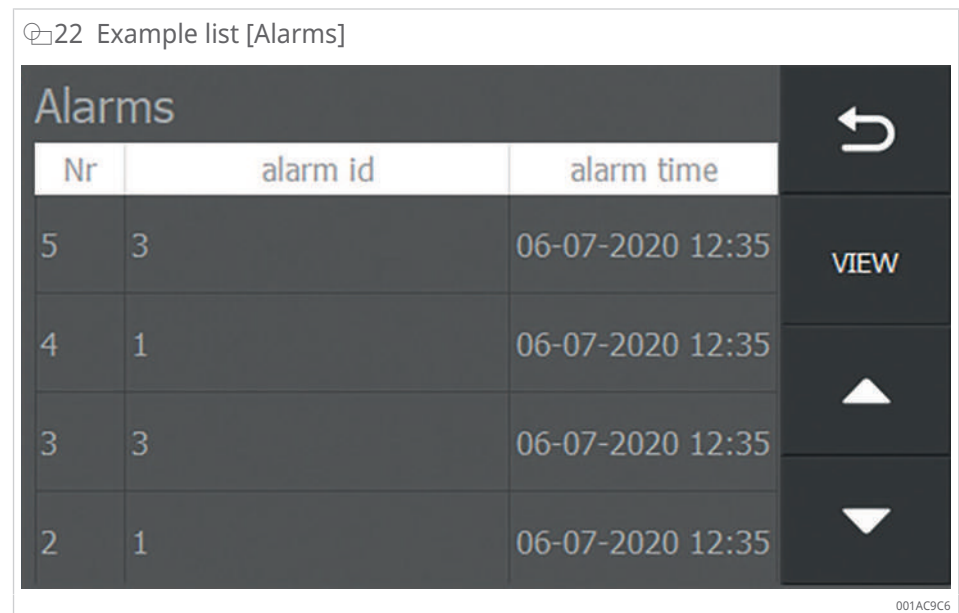 22 Example list [Alarms]
Alarms
Nr alarm id alarm time
5 3 06-07-2020 12:35
VIEW
4 1 06-07-2020 12:35
3 3 06-07-2020 12:35
2 1 06-07-2020 12:35
001AC9C6